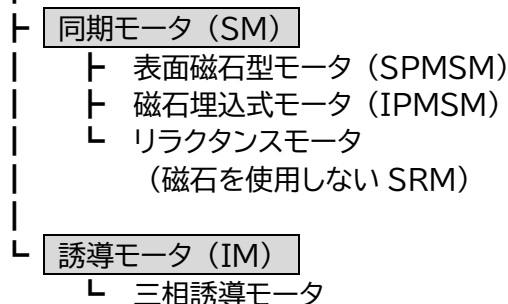 同期モータ（SM）
表面磁石型モータ（SPMSM）
磁石埋込式モータ（IPMSM）
リラクタンスモータ
（磁石を使用しない SRM）
誘導モータ（IM）
三相誘導モータ